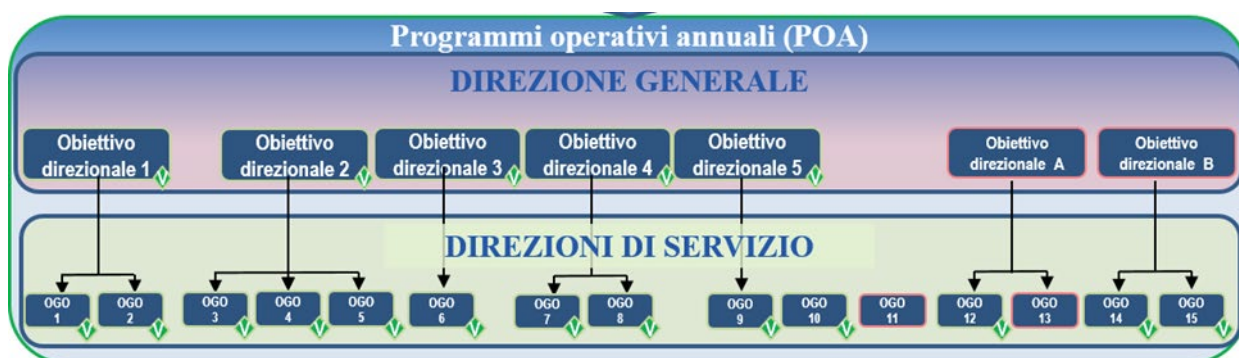 Programmi operativi annuali (POA)
DIREZIONE GENERALE
Obiettivo
direzionale 1
V
Obiettivo
direzionale 2
V
Obiettivo
direzionale 3
V
Obiettivo
direzionale 4
V
Obiettivo
direzionale 5
V
Obiettivo
direzionale A
Obiettivo
direzionale B
DIREZIONI DI SERVIZIO
OGO
1
V
OGO
2
V
OGO
3
V
OGO
4
V
OGO
5
V
OGO
6
V
OGO
7
V
OGO
8
V
OGO
9
V
OGO
10
V
OGO
11
OGO
12
V
OGO
13
OGO
14
V
OGO
15
V